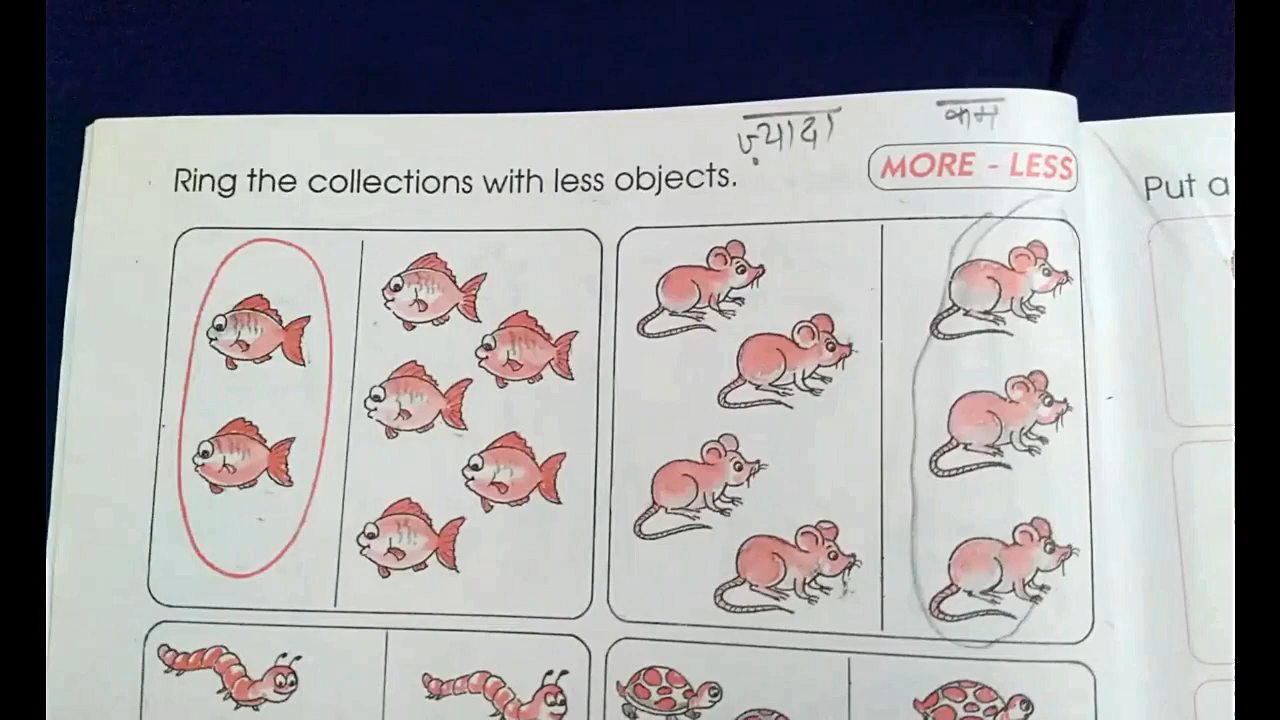 ज़्यादा कम
Ring the collections with less objects.
MORE - LESS
Put a